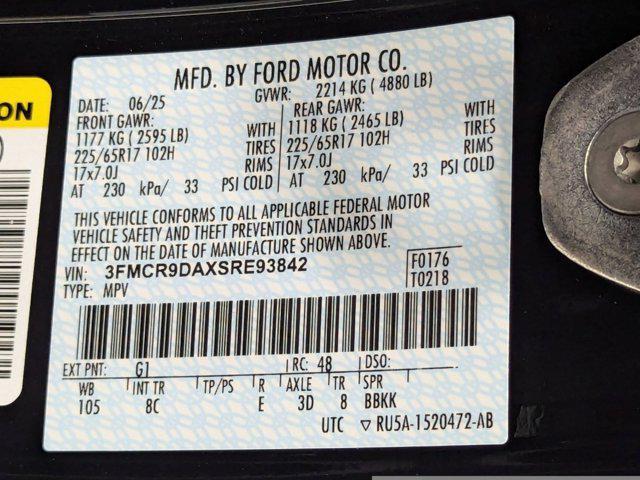 ON
MFD. BY FORD MOTOR CO.
DATE: 06/25 GVWR: 2214 KG ( 4880 LB)
FRONT GAWR: REAR GAWR:
1177 KG ( 2595 LB) WITH 1118 KG ( 2465 LB) WITH
225/65R17 102H TIRES 225/65R17 102H TIRES
17x7.0J RIMS 17x7.0J RIMS
AT 230 kPa/ 33 PSI COLD AT 230 kPa/ 33 PSI COLD
THIS VEHICLE CONFORMS TO ALL APPLICABLE FEDERAL MOTOR
VEHICLE SAFETY AND THEFT PREVENTION STANDARDS IN
EFFECT ON THE DATE OF MANUFACTURE SHOWN ABOVE.
VIN: 3FMCR9DAXSRE93842 F0176
TYPE: MPV T0218
EXT PNT: G1 RC: 48 DSO:
WB INT TR TP/PS R AXLE TR SPR
105 8C E 3D 8 BBKK
UTC ▽ RU5A-1520472-AB